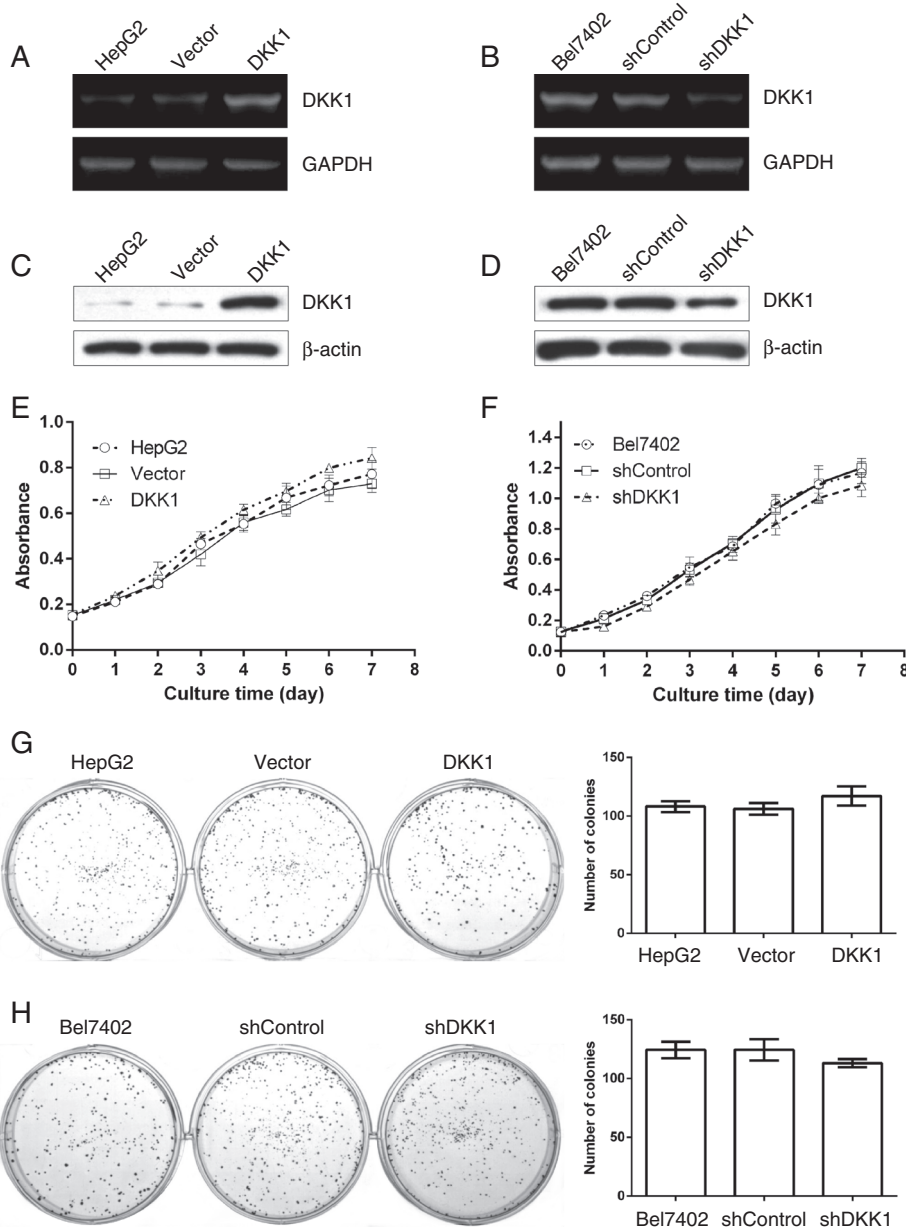 A
HepG2
Vector
DKK1
DKK1
GAPDH
B
Bel7402
shControl
shDKK1
DKK1
GAPDH
C
HepG2
Vector
DKK1
DKK1
β-actin
D
Bel7402
shControl
shDKK1
DKK1
β-actin
E
1.0
0.8
0.6
0.4
0.2
0.0
Absorbance
HepG2
Vector
DKK1
0 1 2 3 4 5 6 7 8
Culture time (day)
F
1.4
1.2
1.0
0.8
0.6
0.4
0.2
0.0
Absorbance
Bel7402
shControl
shDKK1
0 1 2 3 4 5 6 7 8
Culture time (day)
G
HepG2 Vector DKK1
150
100
50
0
Number of colonies
HepG2 Vector DKK1
H
Bel7402 shControl shDKK1
150
100
50
0
Number of colonies
Bel7402 shControl shDKK1